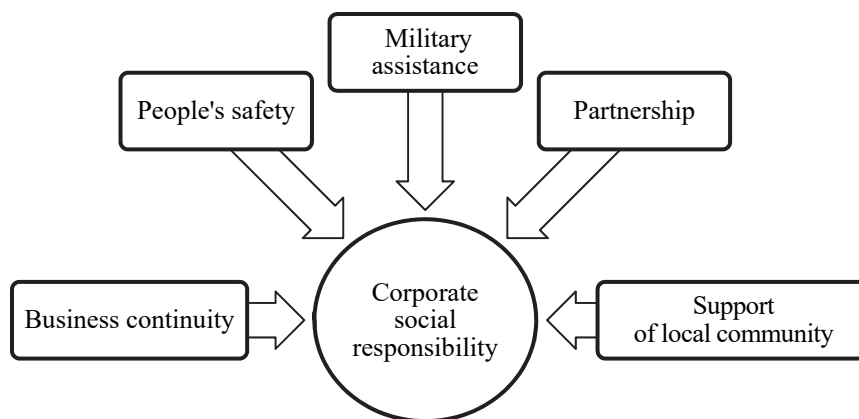 Military
assistance
People's safety
Partnership
Business continuity
Corporate
social
responsibility
Support
of local community